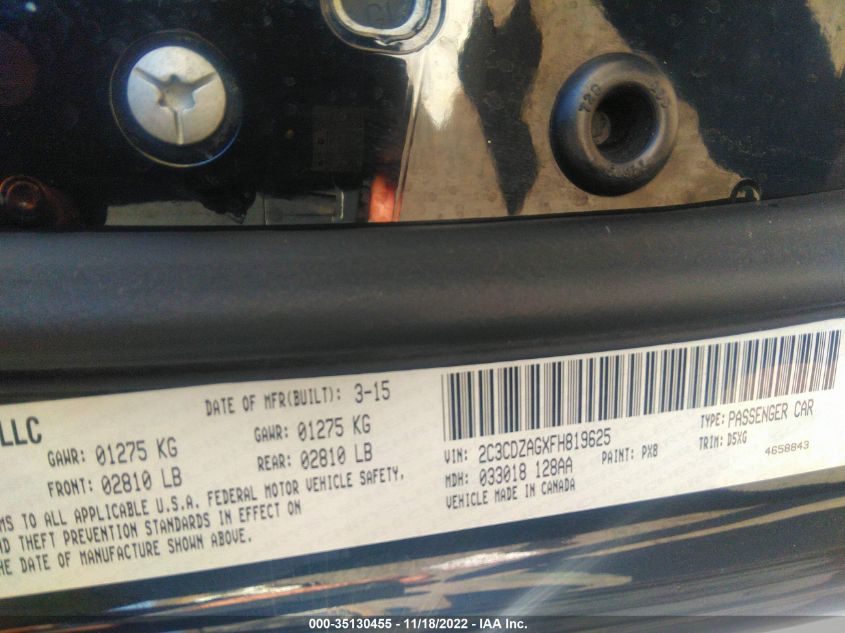 LLC
DATE OF MFR(BUILT): 3-15
GAWR: 01275 KG
GAWR: 01275 KG
FRONT: 02810 LB
REAR: 02810 LB
MS TO ALL APPLICABLE U.S.A. FEDERAL MOTOR VEHICLE SAFETY,
ND THEFT PREVENTION STANDARDS IN EFFECT ON
HE DATE OF MANUFACTURE SHOWN ABOVE.
VIN: 2C3CDZAGXFH819625
TYPE: PASSENGER CAR
MDH: 033018 128AA
PAINT: PX8
TRIM: D5XG
VEHICLE MADE IN CANADA
4658843
000-35130455 - 11/18/2022 - IAA Inc.